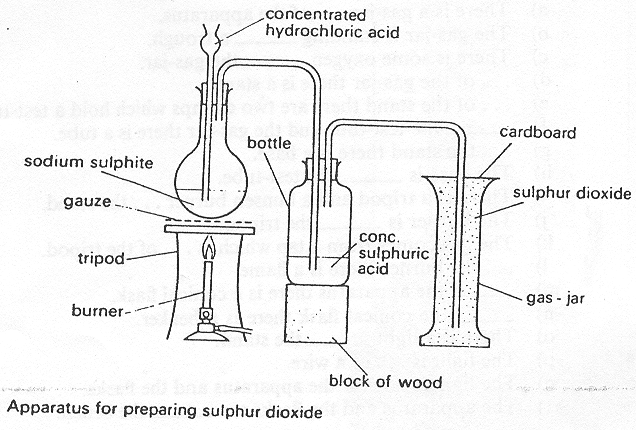 concentrated
hydrochloric acid
cardboard
bottle
sodium sulphite
sulphur dioxide
gauze
conc.
sulphuric
acid
tripod
gas - jar
burner
block of wood
Apparatus for preparing sulphur dioxide